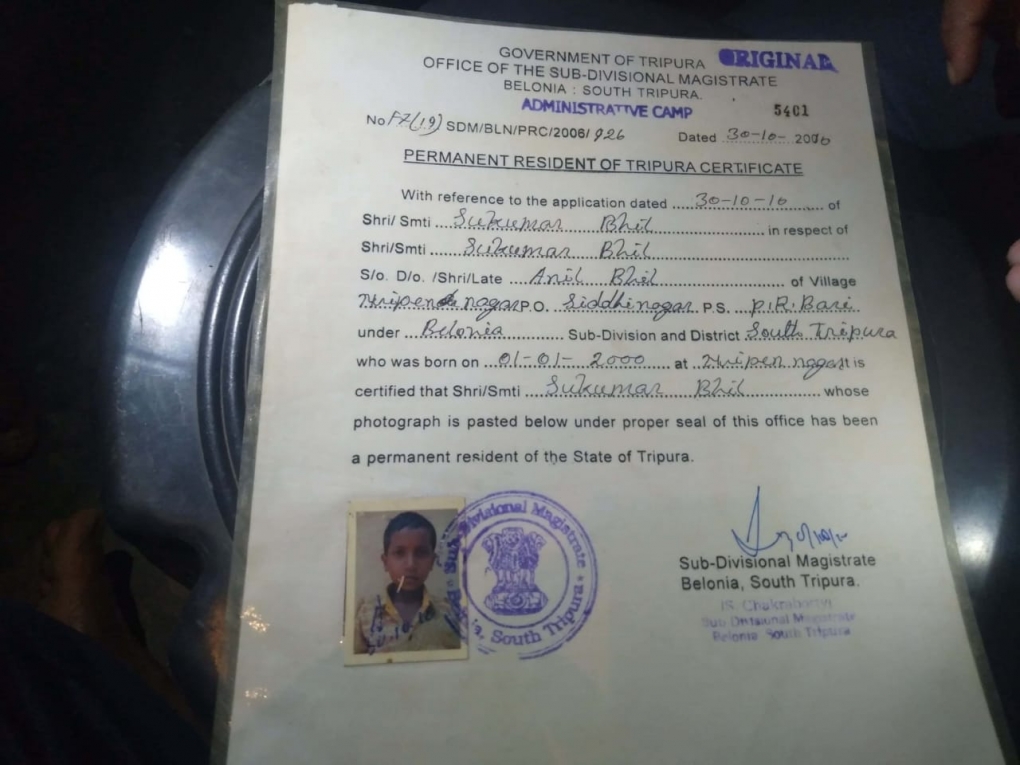 GOVERNMENT OF TRIPURA ORIGINAL
OFFICE OF THE SUB-DIVISIONAL MAGISTRATE
BELONIA : SOUTH TRIPURA.
ADMINISTRATIVE CAMP 5401
No F7(19) SDM/BLN/PRC/2006/926 Dated 30-10-2010
PERMANENT RESIDENT OF TRIPURA CERTIFICATE
With reference to the application dated 30-10-10 of
Shri/ Smti Sukumar Bhil in respect of
Shri/Smti Sukumar Bhil
S/o. D/o. /Shri/Late Anil Bhil of Village
Nripen nagar P.O. Siddhinagar P.S. P.R. Bari
under Belonia Sub-Division and District South Tripura
who was born on 01-01-2000 at Nripen nagar It is
certified that Shri/Smti Sukumar Bhil whose
photograph is pasted below under proper seal of this office has been
a permanent resident of the State of Tripura.
Sub-Divisional Magistrate
South Tripura
Sub-Divisional Magistrate
Belonia, South Tripura.
(S. Chakraborty)
Sub Divisional Magistrate
Belonia South Tripura